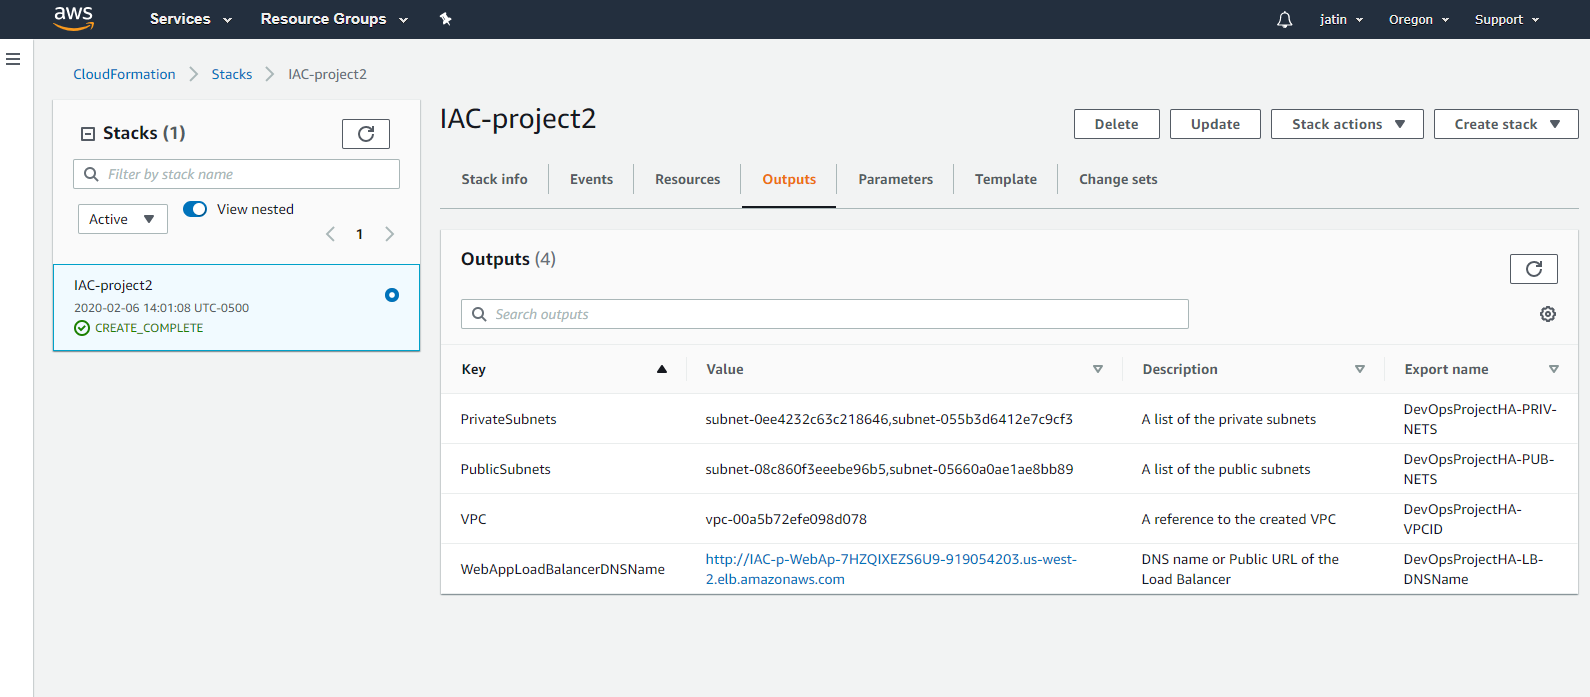 aws Services Resource Groups jatin Oregon Support
CloudFormation Stacks IAC-project2
Stacks (1)
Filter by stack name
Active View nested
1
IAC-project2
2020-02-06 14:01:08 UTC-0500
CREATE_COMPLETE
IAC-project2
Delete Update Stack actions Create stack
Stack info Events Resources Outputs Parameters Template Change sets
Outputs (4)
Search outputs
Key Value Description Export name
PrivateSubnets subnet-0ee4232c63c218646,subnet-055b3d6412e7c9cf3 A list of the private subnets DevOpsProjectHA-PRIV-
NETS
PublicSubnets subnet-08c860f3eeebe96b5,subnet-05660a0ae1ae8bb89 A list of the public subnets DevOpsProjectHA-PUB-
NETS
VPC vpc-00a5b72efe098d078 A reference to the created VPC DevOpsProjectHA-
VPCID
WebAppLoadBalancerDNSName http://IAC-p-WebAp-7HZQIXEZS6U9-919054203.us-west- DNS name or Public URL of the DevOpsProjectHA-LB-
2.elb.amazonaws.com Load Balancer DNSName